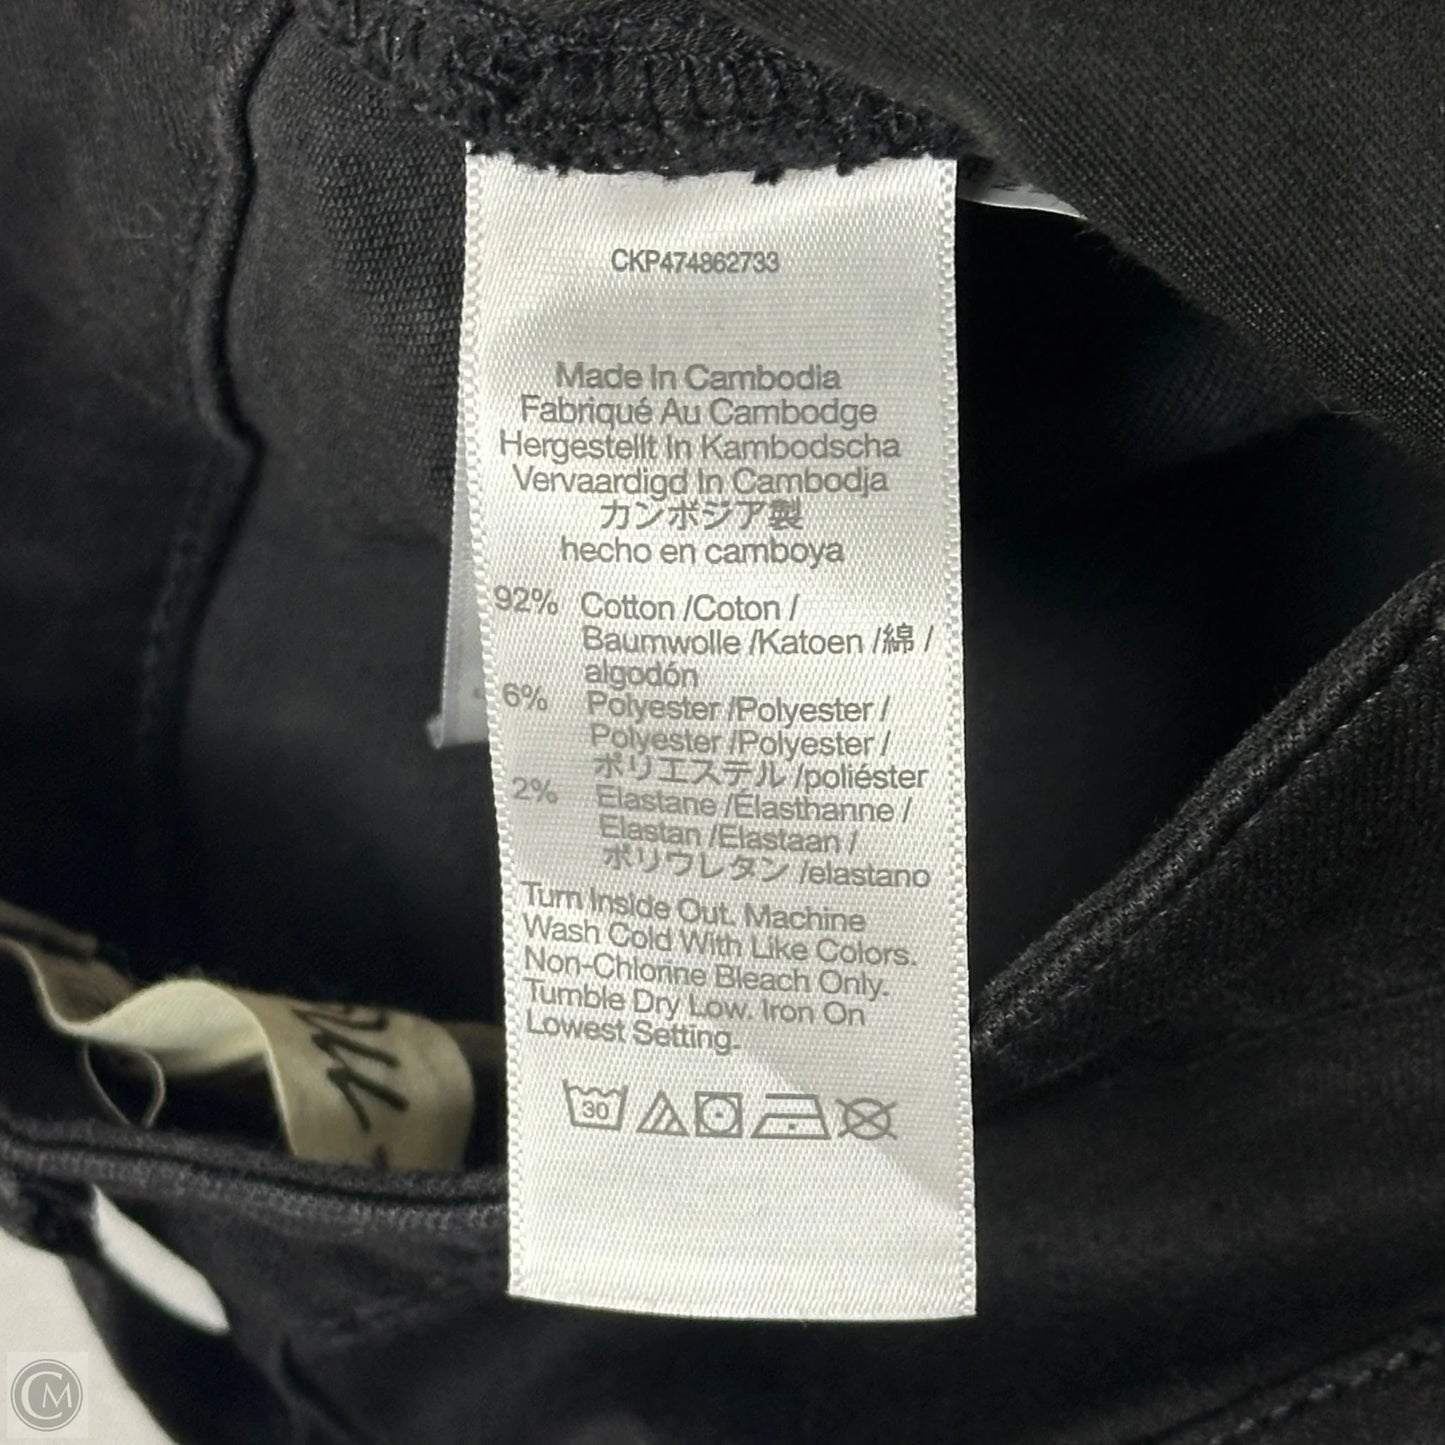 CKP474862733
Made In Cambodia
Fabriqué Au Cambodge
Hergestellt In Kambodscha
Vervaardigd In Cambodja
カンボジア製
hecho en camboya
92% Cotton /Coton /
Baumwolle /Katoen /綿 /
algodón
6% Polyester /Polyester /
Polyester /Polyester /
ポリエステル /poliéster
2% Elastane /Élasthanne /
Elastan /Elastaan /
ポリウレタン /elastano
Turn Inside Out. Machine
Wash Cold With Like Colors.
Non-Chlorine Bleach Only.
Tumble Dry Low. Iron On
Lowest Setting.
30
CM